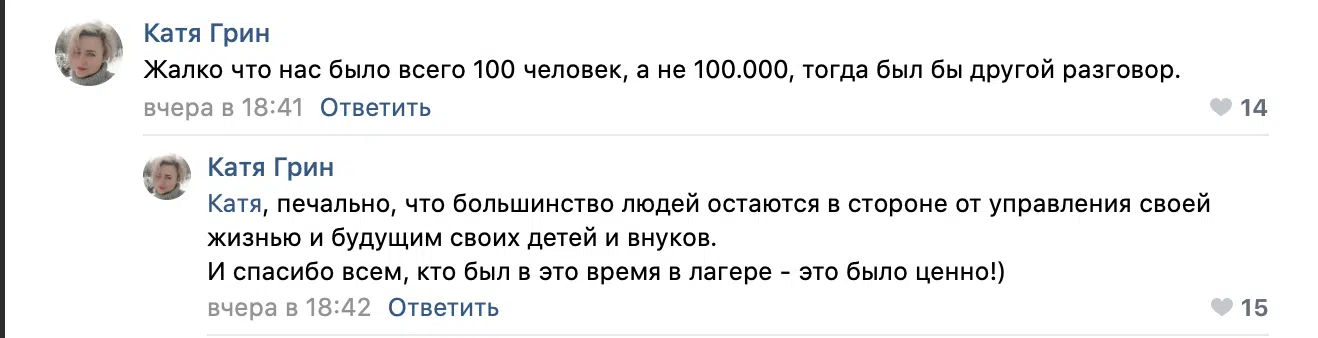 Катя Грин
Жалко что нас было всего 100 человек, а не 100.000, тогда был бы другой разговор.
вчера в 18:41 Ответить 14
Катя Грин
Катя, печально, что большинство людей остаются в стороне от управления своей
жизнью и будущим своих детей и внуков.
И спасибо всем, кто был в это время в лагере - это было ценно!)
вчера в 18:42 Ответить 15